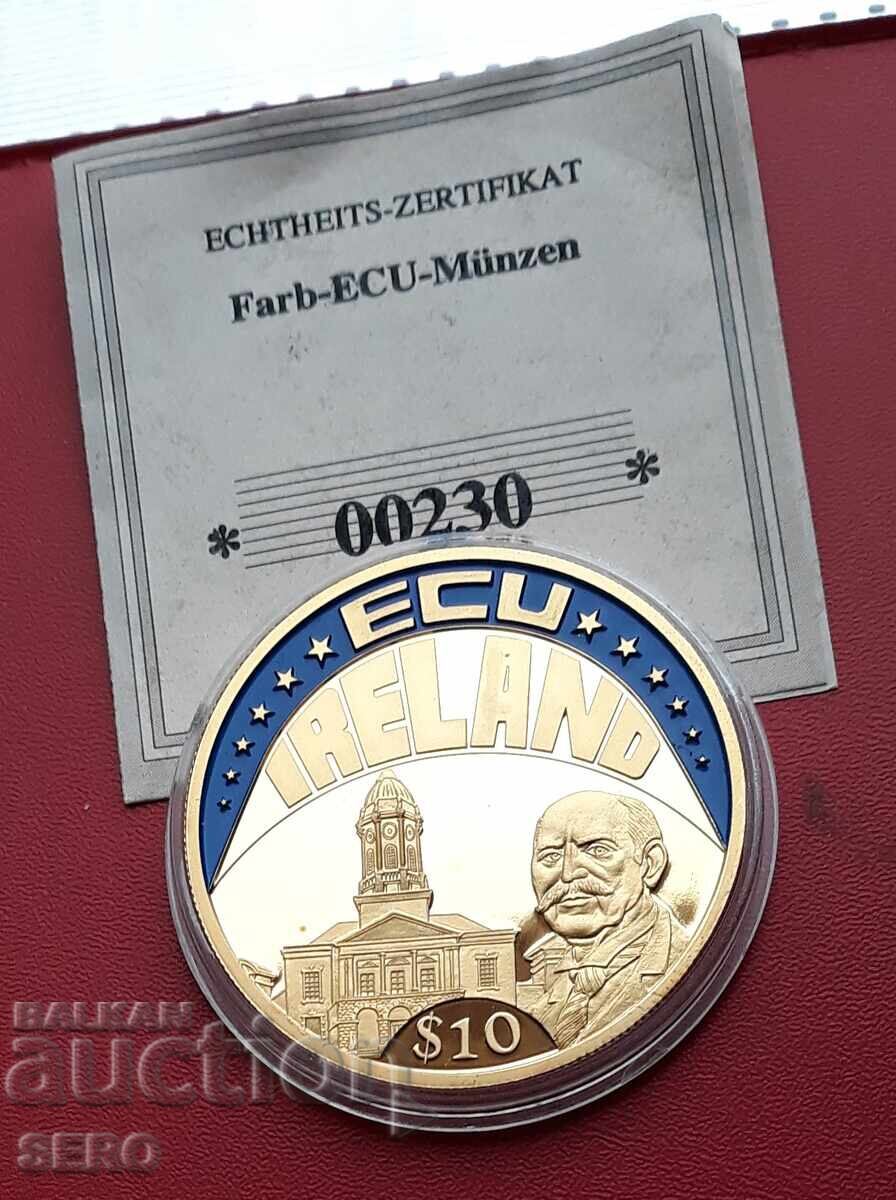 ECHTHEITS-ZERTIFIKAT
Farb-ECU-Münzen
* 00230 *
ECU
IRELAND
$10
BALKAN
auction
SERO